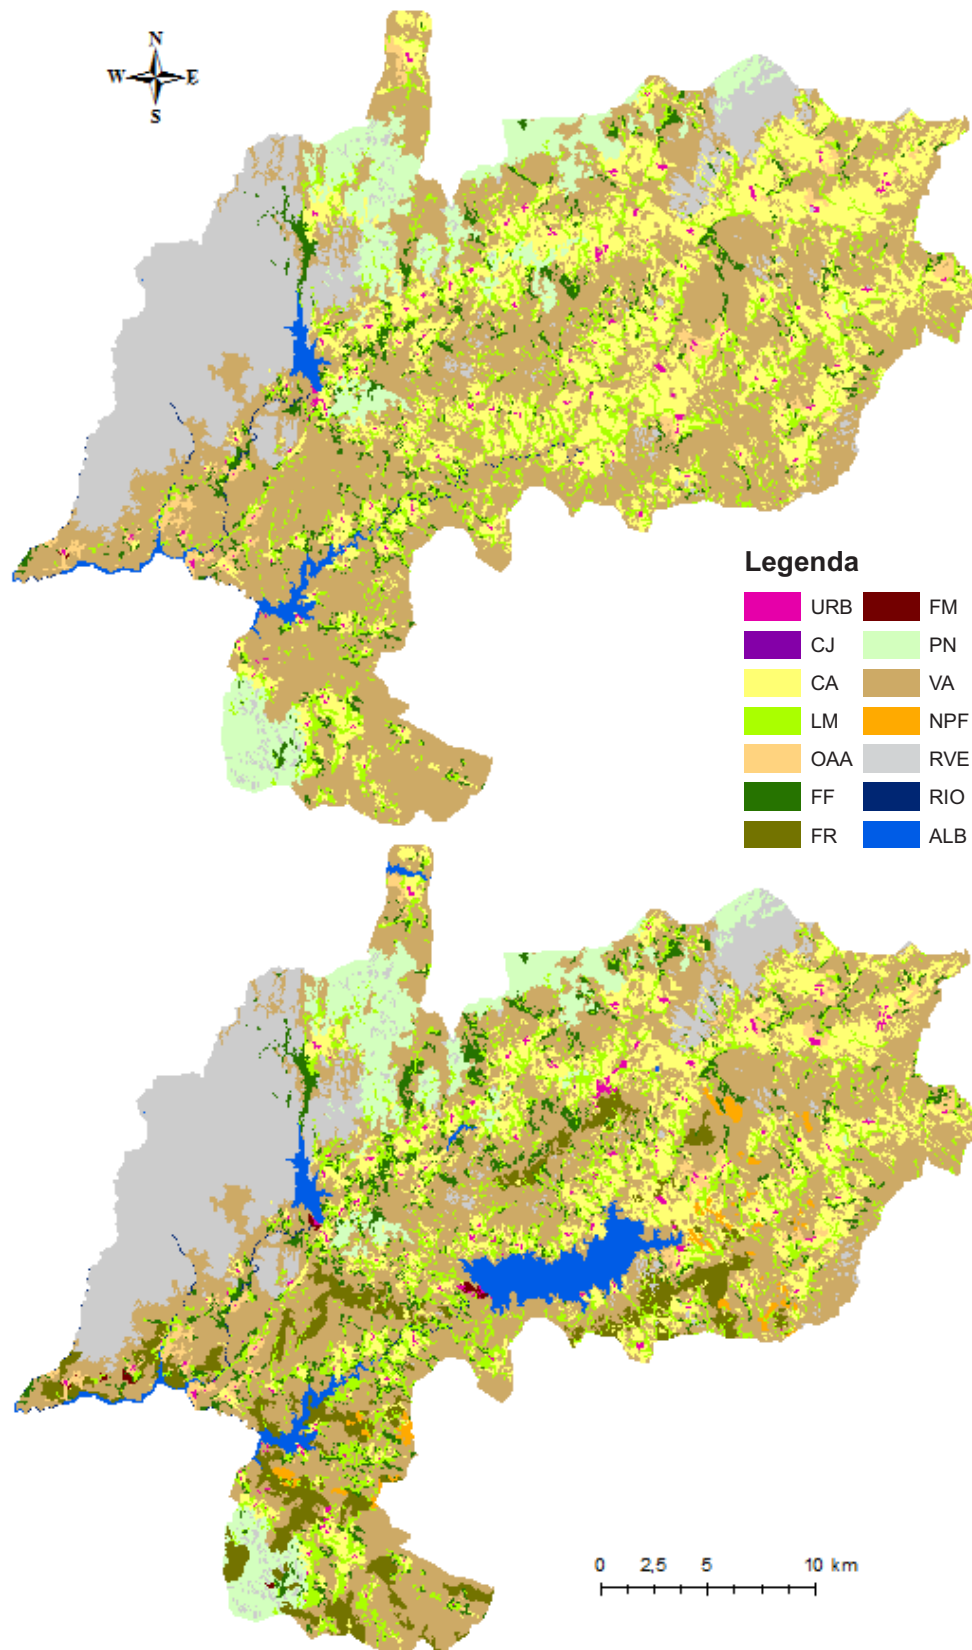 N
W E
S
Legenda
URB FM
CJ PN
CA VA
LM NPF
OAA RVE
FF RIO
FR ALB
0 2,5 5 10 km